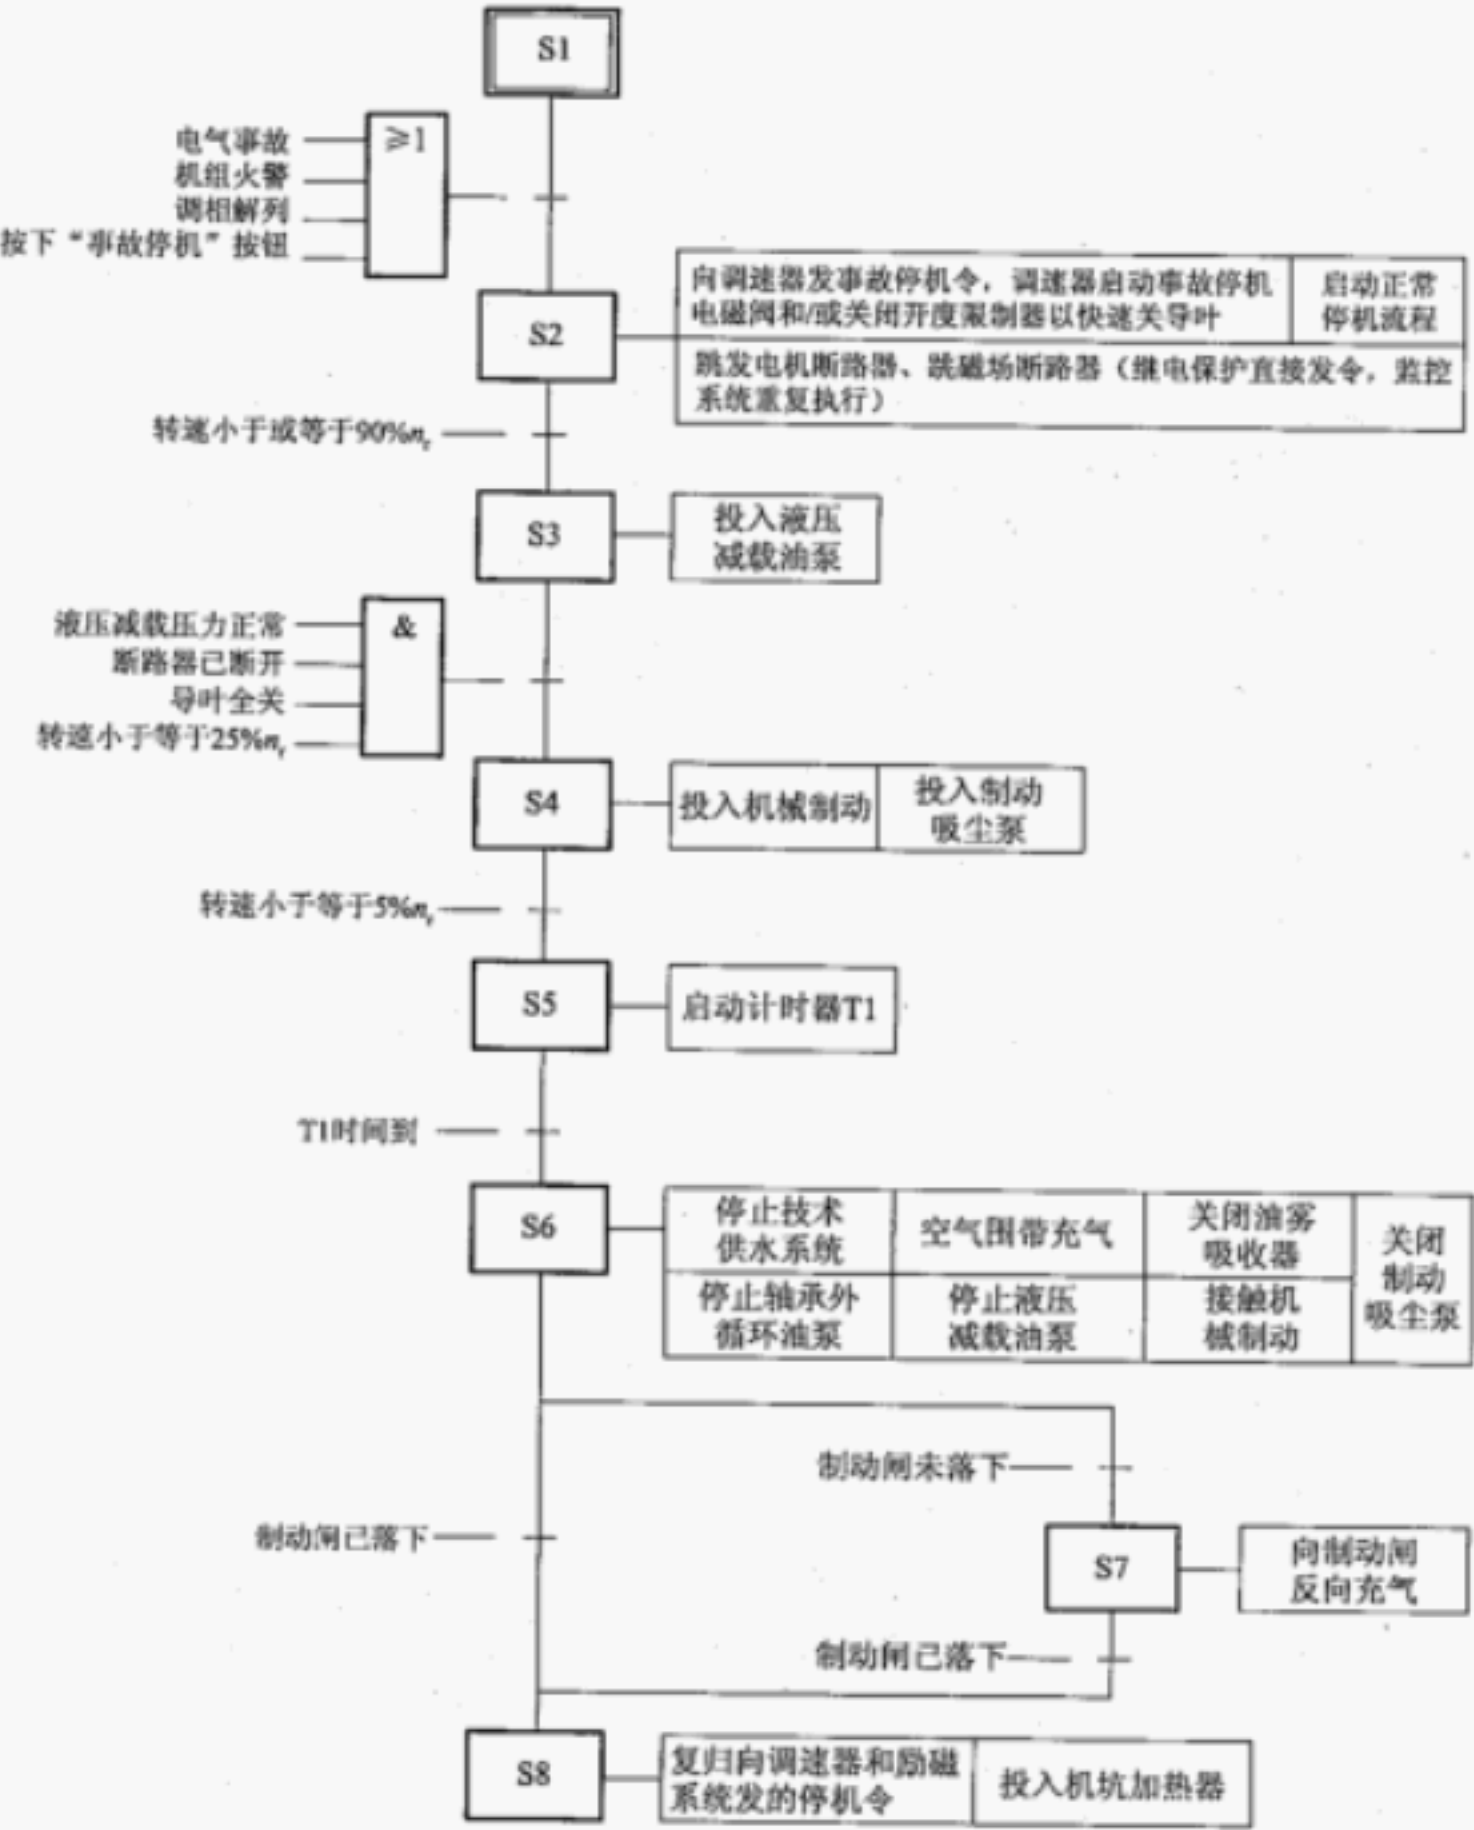 S1
≥1
电气事故
机组火警
调相解列
按下“事故停机”按钮
S2
向调速器发事故停机令，调速器启动事故停机
电磁阀和/或关闭开度限制器以快速关导叶
启动正常
停机流程
跳发电机断路器、跳磁场断路器（继电保护直接发令，监控
系统重复执行）
转速小于或等于90%nr
S3
投入液压
减载油泵
&
液压减载压力正常
断路器已断开
导叶全关
转速小于等于25%nr
S4
投入机械制动
投入制动
吸尘泵
转速小于等于5%nr
S5
启动计时器T1
T1时间到
S6
停止技术
供水系统
空气围带充气
关闭油雾
吸收器
关闭
制动
吸尘泵
停止轴承外
循环油泵
停止液压
减载油泵
接触机
械制动
制动闸未落下
制动闸已落下
S7
向制动闸
反向充气
制动闸已落下
S8
复归向调速器和励磁
系统发的停机令
投入机坑加热器